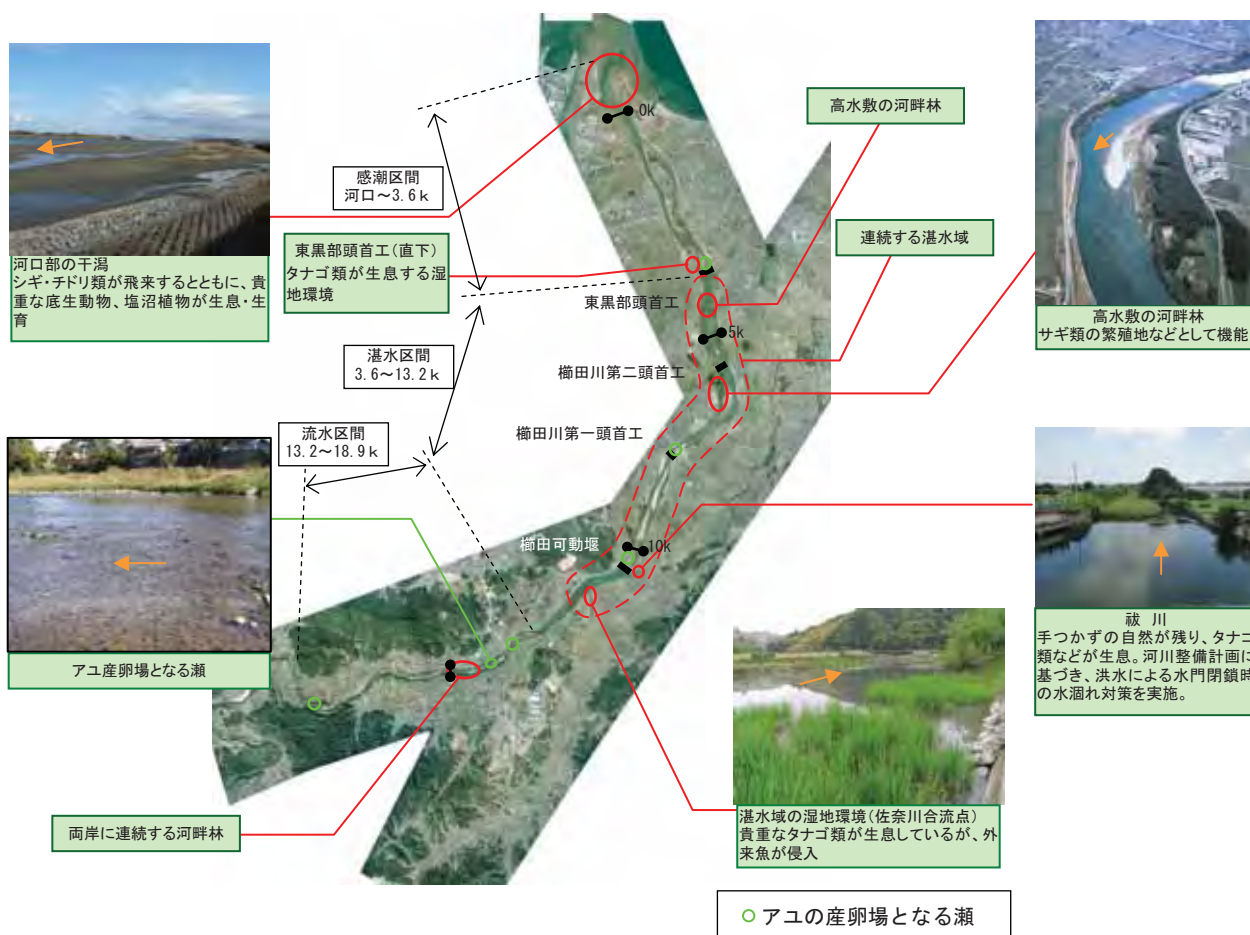 0k
高水敷の河畔林
感潮区間
河口～3.6k
連続する湛水域
東黒部頭首工(直下)
タナゴ類が生息する湿
地環境
河口部の干潟
シギ・チドリ類が飛来するとともに、貴
重な底生動物、塩沼植物が生息・生
育
東黒部頭首工
高水敷の河畔林
サギ類の繁殖地などとして機能
5k
湛水区間
3.6～13.2k
櫛田川第二頭首工
流水区間
13.2～18.9k
櫛田川第一頭首工
櫛田可動堰
10k
祓 川
手つかずの自然が残り、タナゴ
類などが生息。河川整備計画に
基づき、洪水による水門閉鎖時
の水涸れ対策を実施。
アユ産卵場となる瀬
湛水域の湿地環境(佐奈川合流点)
貴重なタナゴ類が生息しているが、外
来魚が侵入
両岸に連続する河畔林
アユの産卵場となる瀬